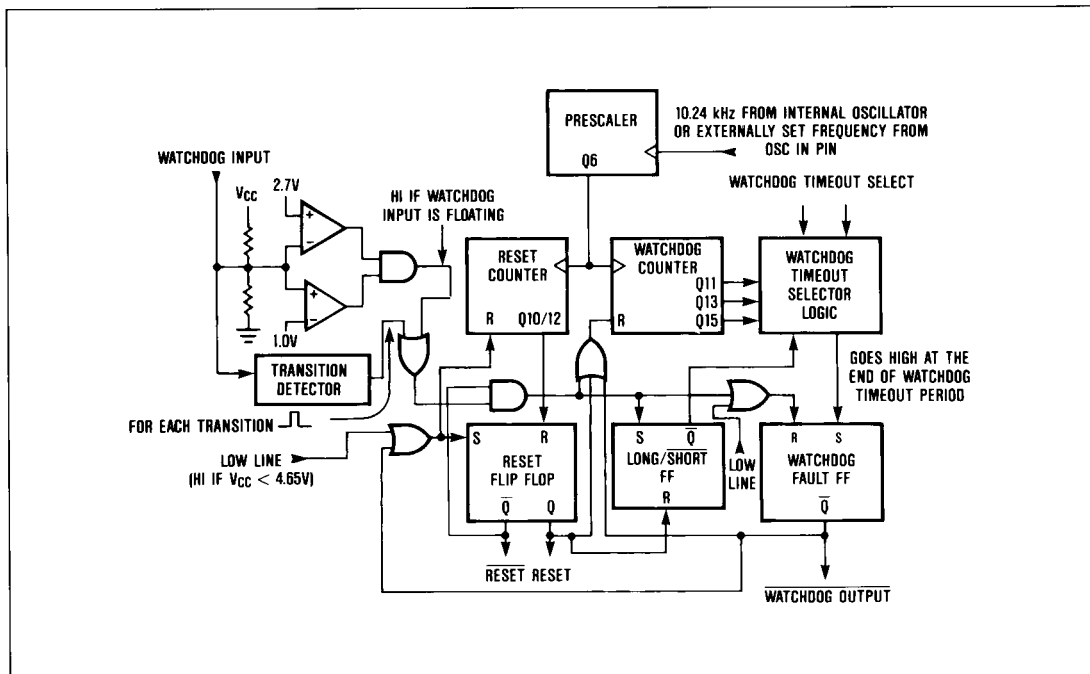 PRESCALER
Q6
10.24 kHz FROM INTERNAL OSCILLATOR
OR EXTERNALLY SET FREQUENCY FROM
OSC IN PIN
WATCHDOG INPUT
VCC
2.7V
+
−
+
−
1.0V
HI IF WATCHDOG
INPUT IS FLOATING
WATCHDOG TIMEOUT SELECT
RESET
COUNTER
R
Q10/12
WATCHDOG
COUNTER
Q11
Q13
Q15
R
WATCHDOG
TIMEOUT
SELECTOR
LOGIC
TRANSITION
DETECTOR
GOES HIGH AT THE
END OF WATCHDOG
TIMEOUT PERIOD
FOR EACH TRANSITION
LOW LINE
(HI IF VCC < 4.65V)
S
R
RESET
FLIP FLOP
Q̅
Q
S
Q̅
LONG/S̅H̅O̅R̅T̅
FF
R
LOW
LINE
R
S
WATCHDOG
FAULT FF
Q̅
R̅E̅S̅E̅T̅ RESET
W̅A̅T̅C̅H̅D̅O̅G̅ O̅U̅T̅P̅U̅T̅